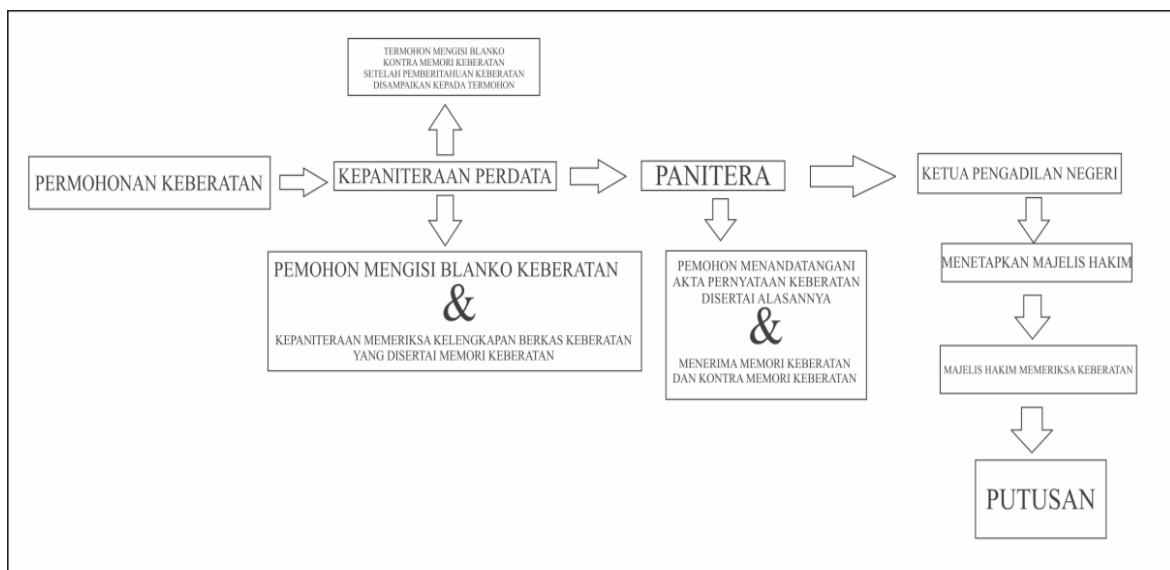 TERMOHON MENGISI BLANKO
KONTRA MEMORI KEBERATAN
SETELAH PEMBERITAHUAN KEBERATAN
DISAMPAIKAN KEPADA TERMOHON
PERMOHONAN KEBERATAN
KEPANITERAAN PERDATA
PANITERA
KETUA PENGADILAN NEGERI
PEMOHON MENGISI BLANKO KEBERATAN
&
KEPANITERAAN MEMERIKSA KELENGKAPAN BERKAS KEBERATAN
YANG DISERTAI MEMORI KEBERATAN
PEMOHON MENANDATANGANI
AKTA PERNYATAAN KEBERATAN
DISERTAI ALASANNYA
&
MENERIMA MEMORI KEBERATAN
DAN KONTRA MEMORI KEBERATAN
MENETAPKAN MAJELIS HAKIM
MAJELIS HAKIM MEMERIKSA KEBERATAN
PUTUSAN